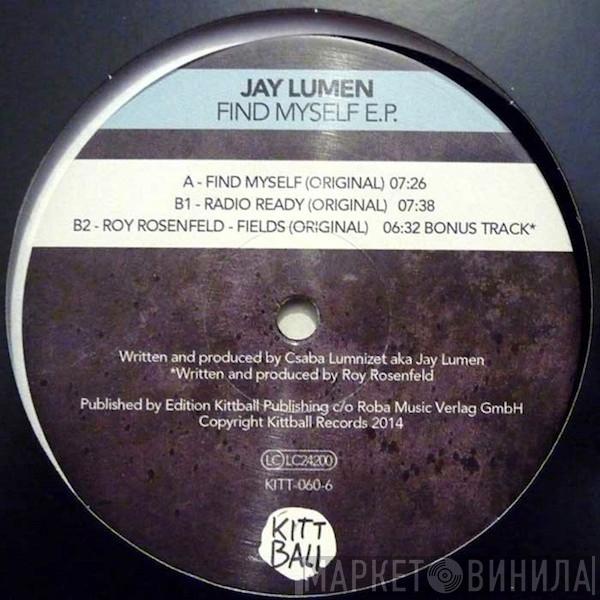 JAY LUMEN
FIND MYSELF E.P.
A - FIND MYSELF (ORIGINAL) 07:26
B1 - RADIO READY (ORIGINAL) 07:38
B2 - ROY ROSENFELD - FIELDS (ORIGINAL) 06:32 BONUS TRACK*
Written and produced by Csaba Lumnizet aka Jay Lumen
*Written and produced by Roy Rosenfeld
Published by Edition Kittball Publishing c/o Roba Music Verlag GmbH
Copyright Kittball Records 2014
LC LC24200
KITT-060-6
KITT
BALL
МАРКЕТ ВИНИЛА